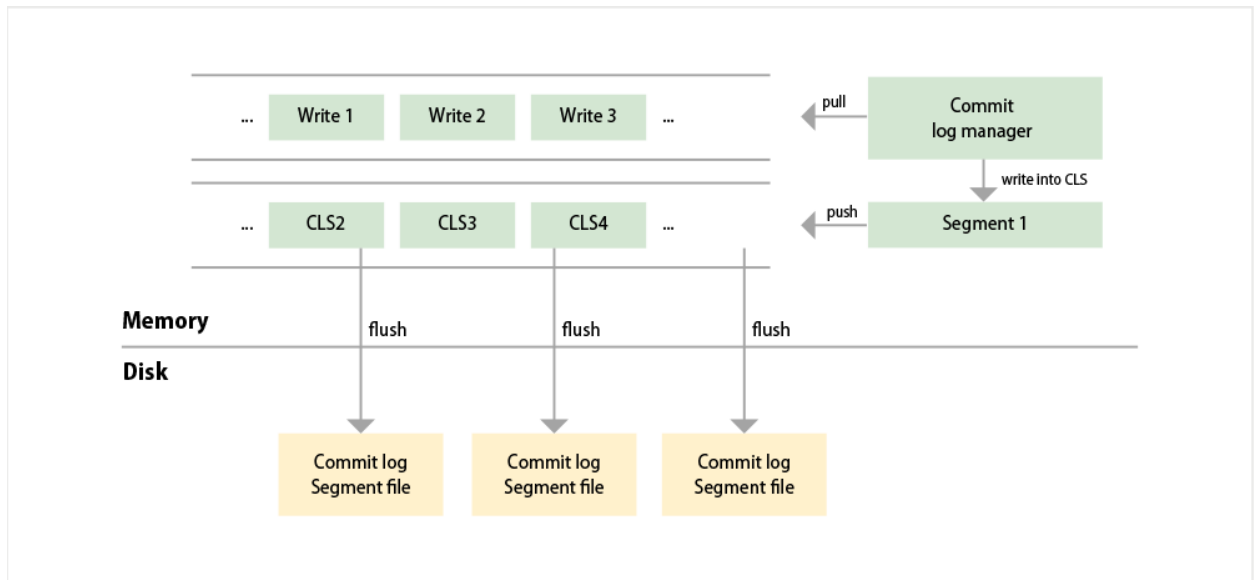 ... Write 1 Write 2 Write 3 ...
pull
Commit
log manager
write into CLS
... CLS2 CLS3 CLS4 ...
push
Segment 1
Memory
flush flush flush
Disk
Commit log
Segment file
Commit log
Segment file
Commit log
Segment file